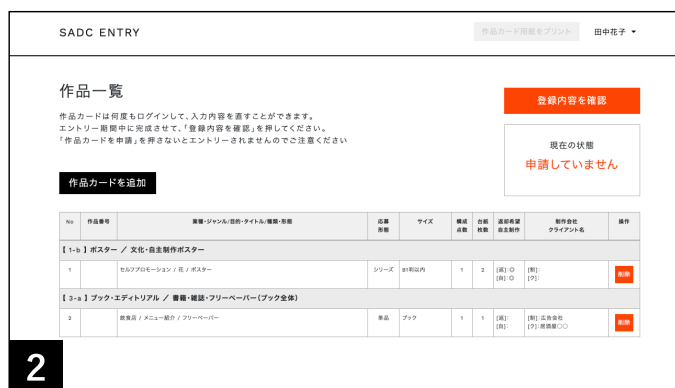 SADC ENTRY
作品カード用紙をプリント
田中花子
作品一覧
作品カードは何度もログインして、入力内容を直すことができます。
エントリー期間中に完成させて、「登録内容を確認」を押してください。
「作品カードを申請」を押さないとエントリーされませんのでご注意ください
登録内容を確認
現在の状態
申請していません
作品カードを追加
No 作品番号 業種・ジャンル/目的・タイトル/種類・形態 応募形態 サイズ 構成点数 台紙枚数 返却希望 自主制作 制作会社 クライアント名 操作
【 1-b 】ポスター ／ 文化・自主制作ポスター
1 セルフプロモーション / 花 / ポスター シリーズ B1判以内 1 2 [返]:○ [自]:○ [制]: [ク]: 削除
【 3-a 】ブック・エディトリアル ／ 書籍・雑誌・フリーペーパー(ブック全体)
2 飲食店 / メニュー紹介 / フリーペーパー 単品 ブック 1 1 [返]: [自]: [制]:広告会社 [ク]:居酒屋○○ 削除
2